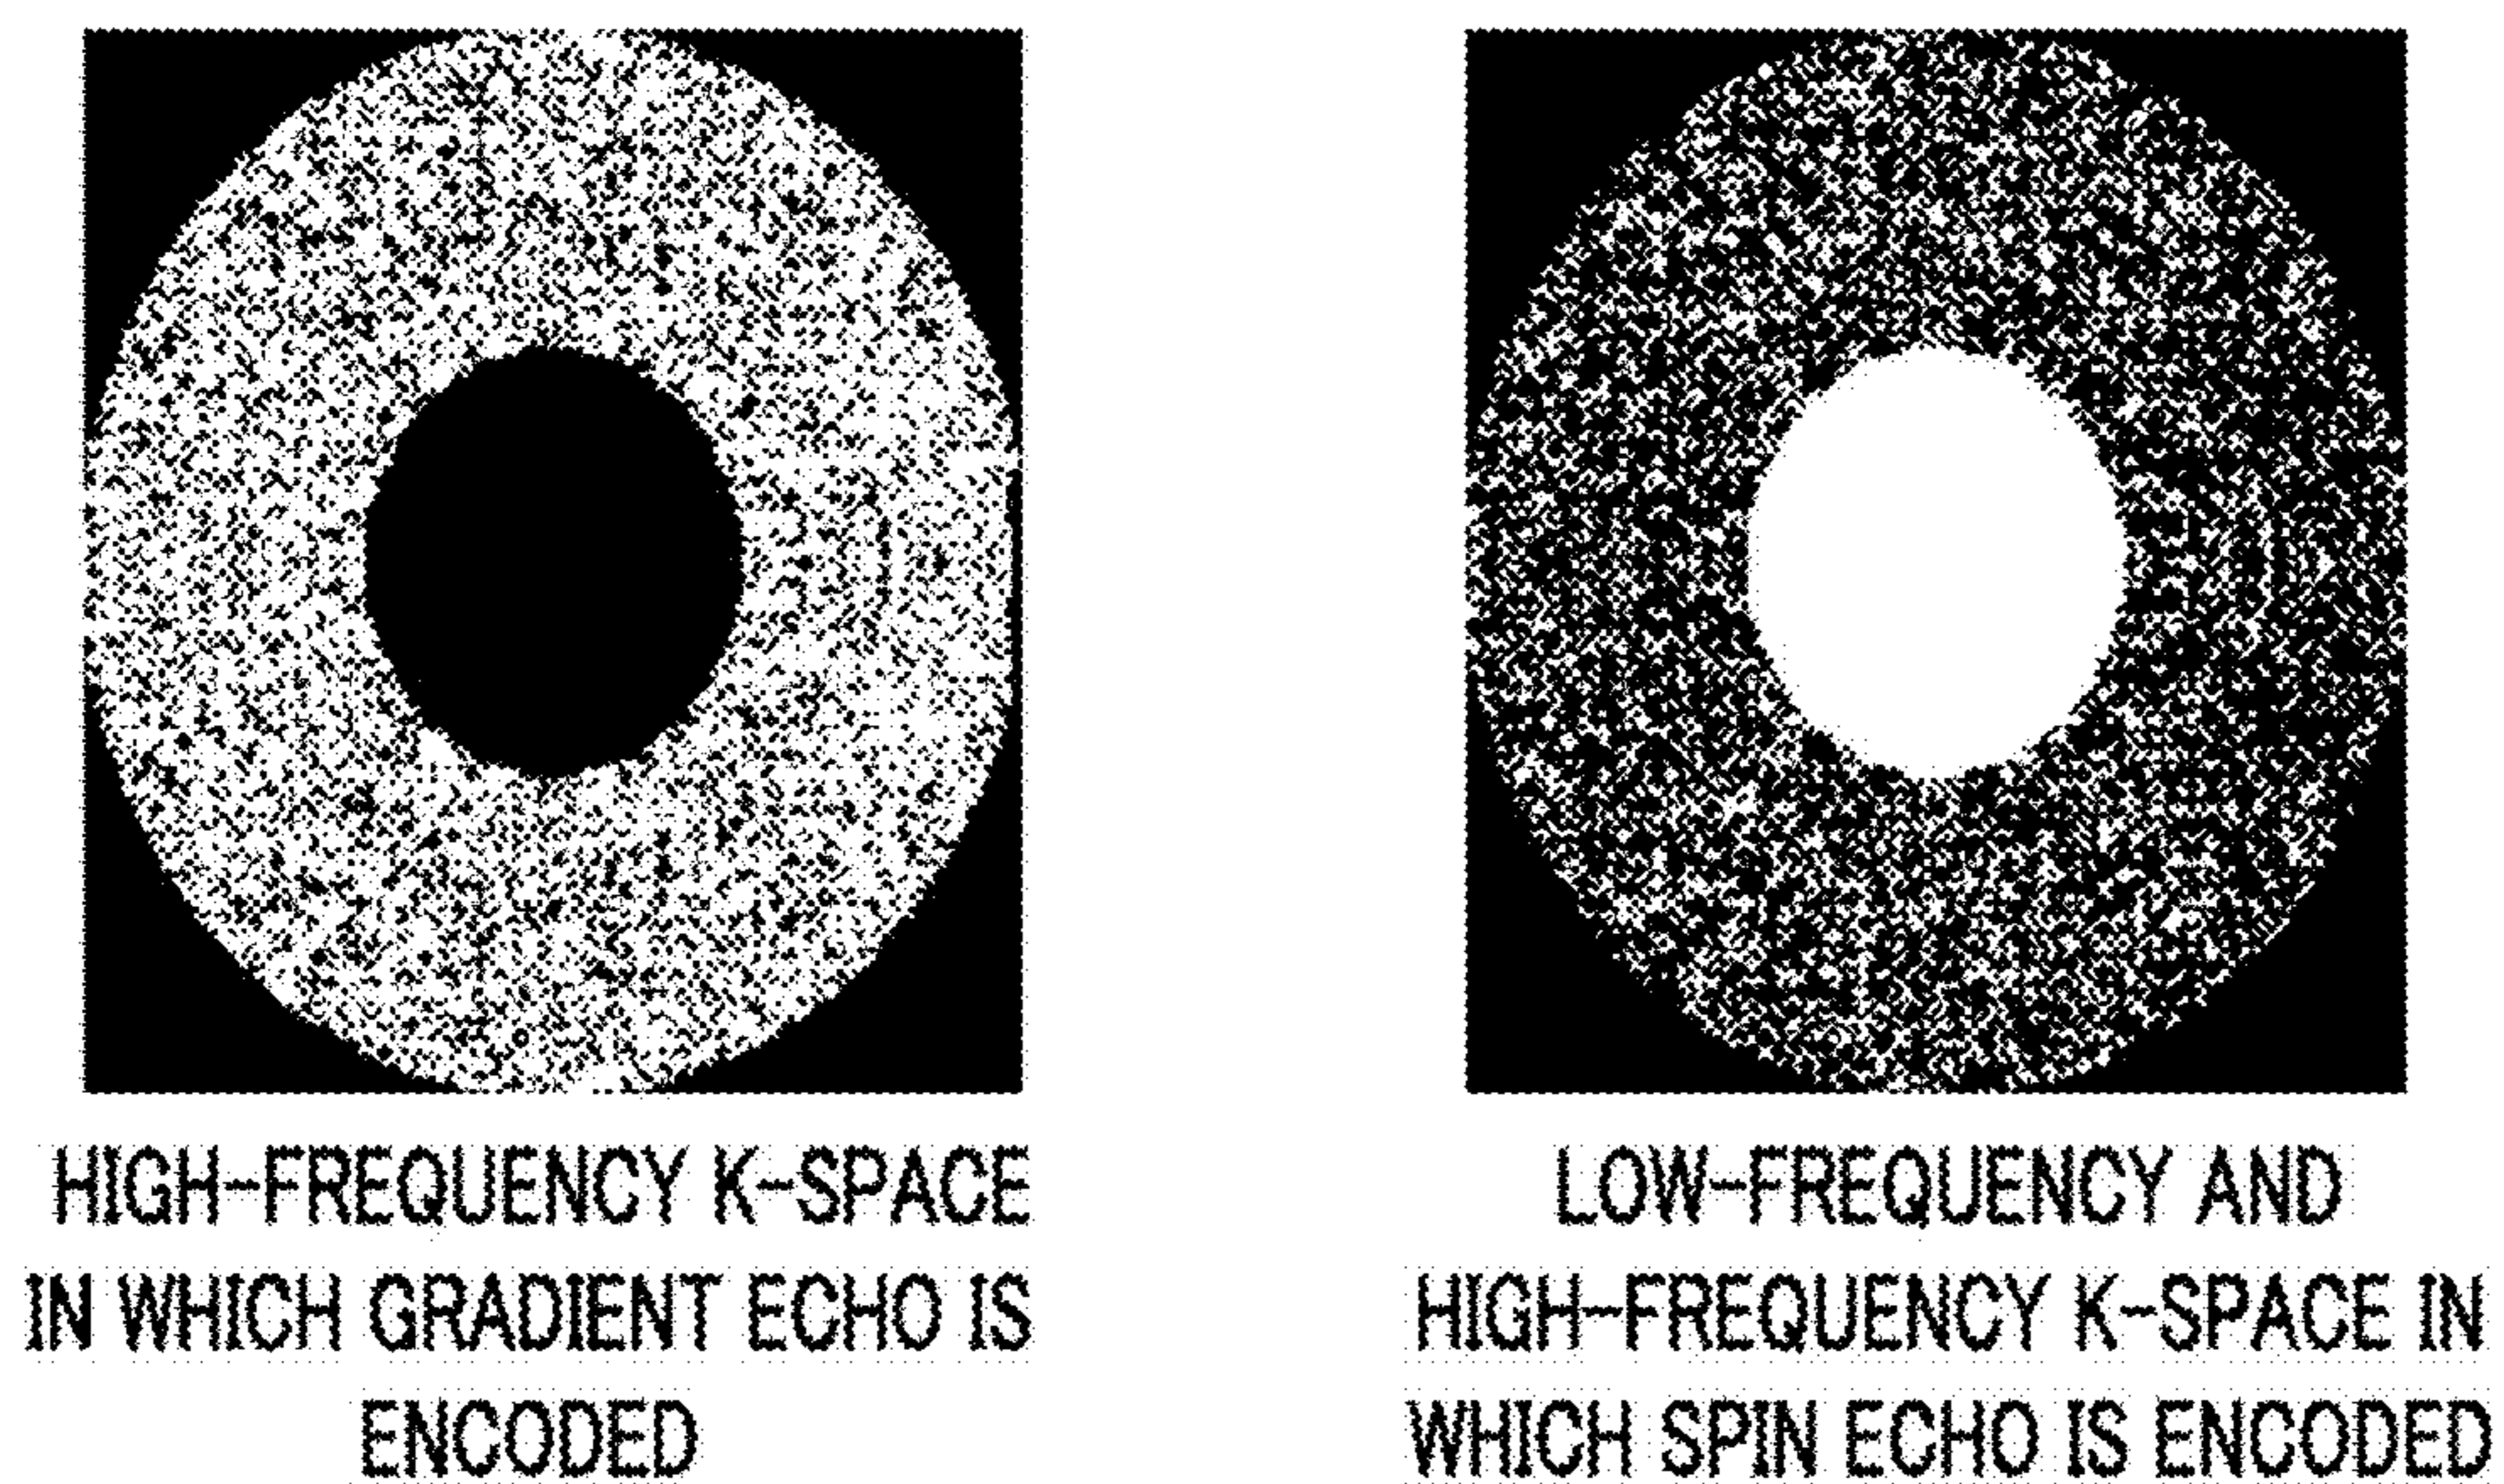 HIGH-FREQUENCY K-SPACE
IN WHICH GRADIENT ECHO IS
ENCODED
LOW-FREQUENCY AND
HIGH-FREQUENCY K-SPACE IN
WHICH SPIN ECHO IS ENCODED